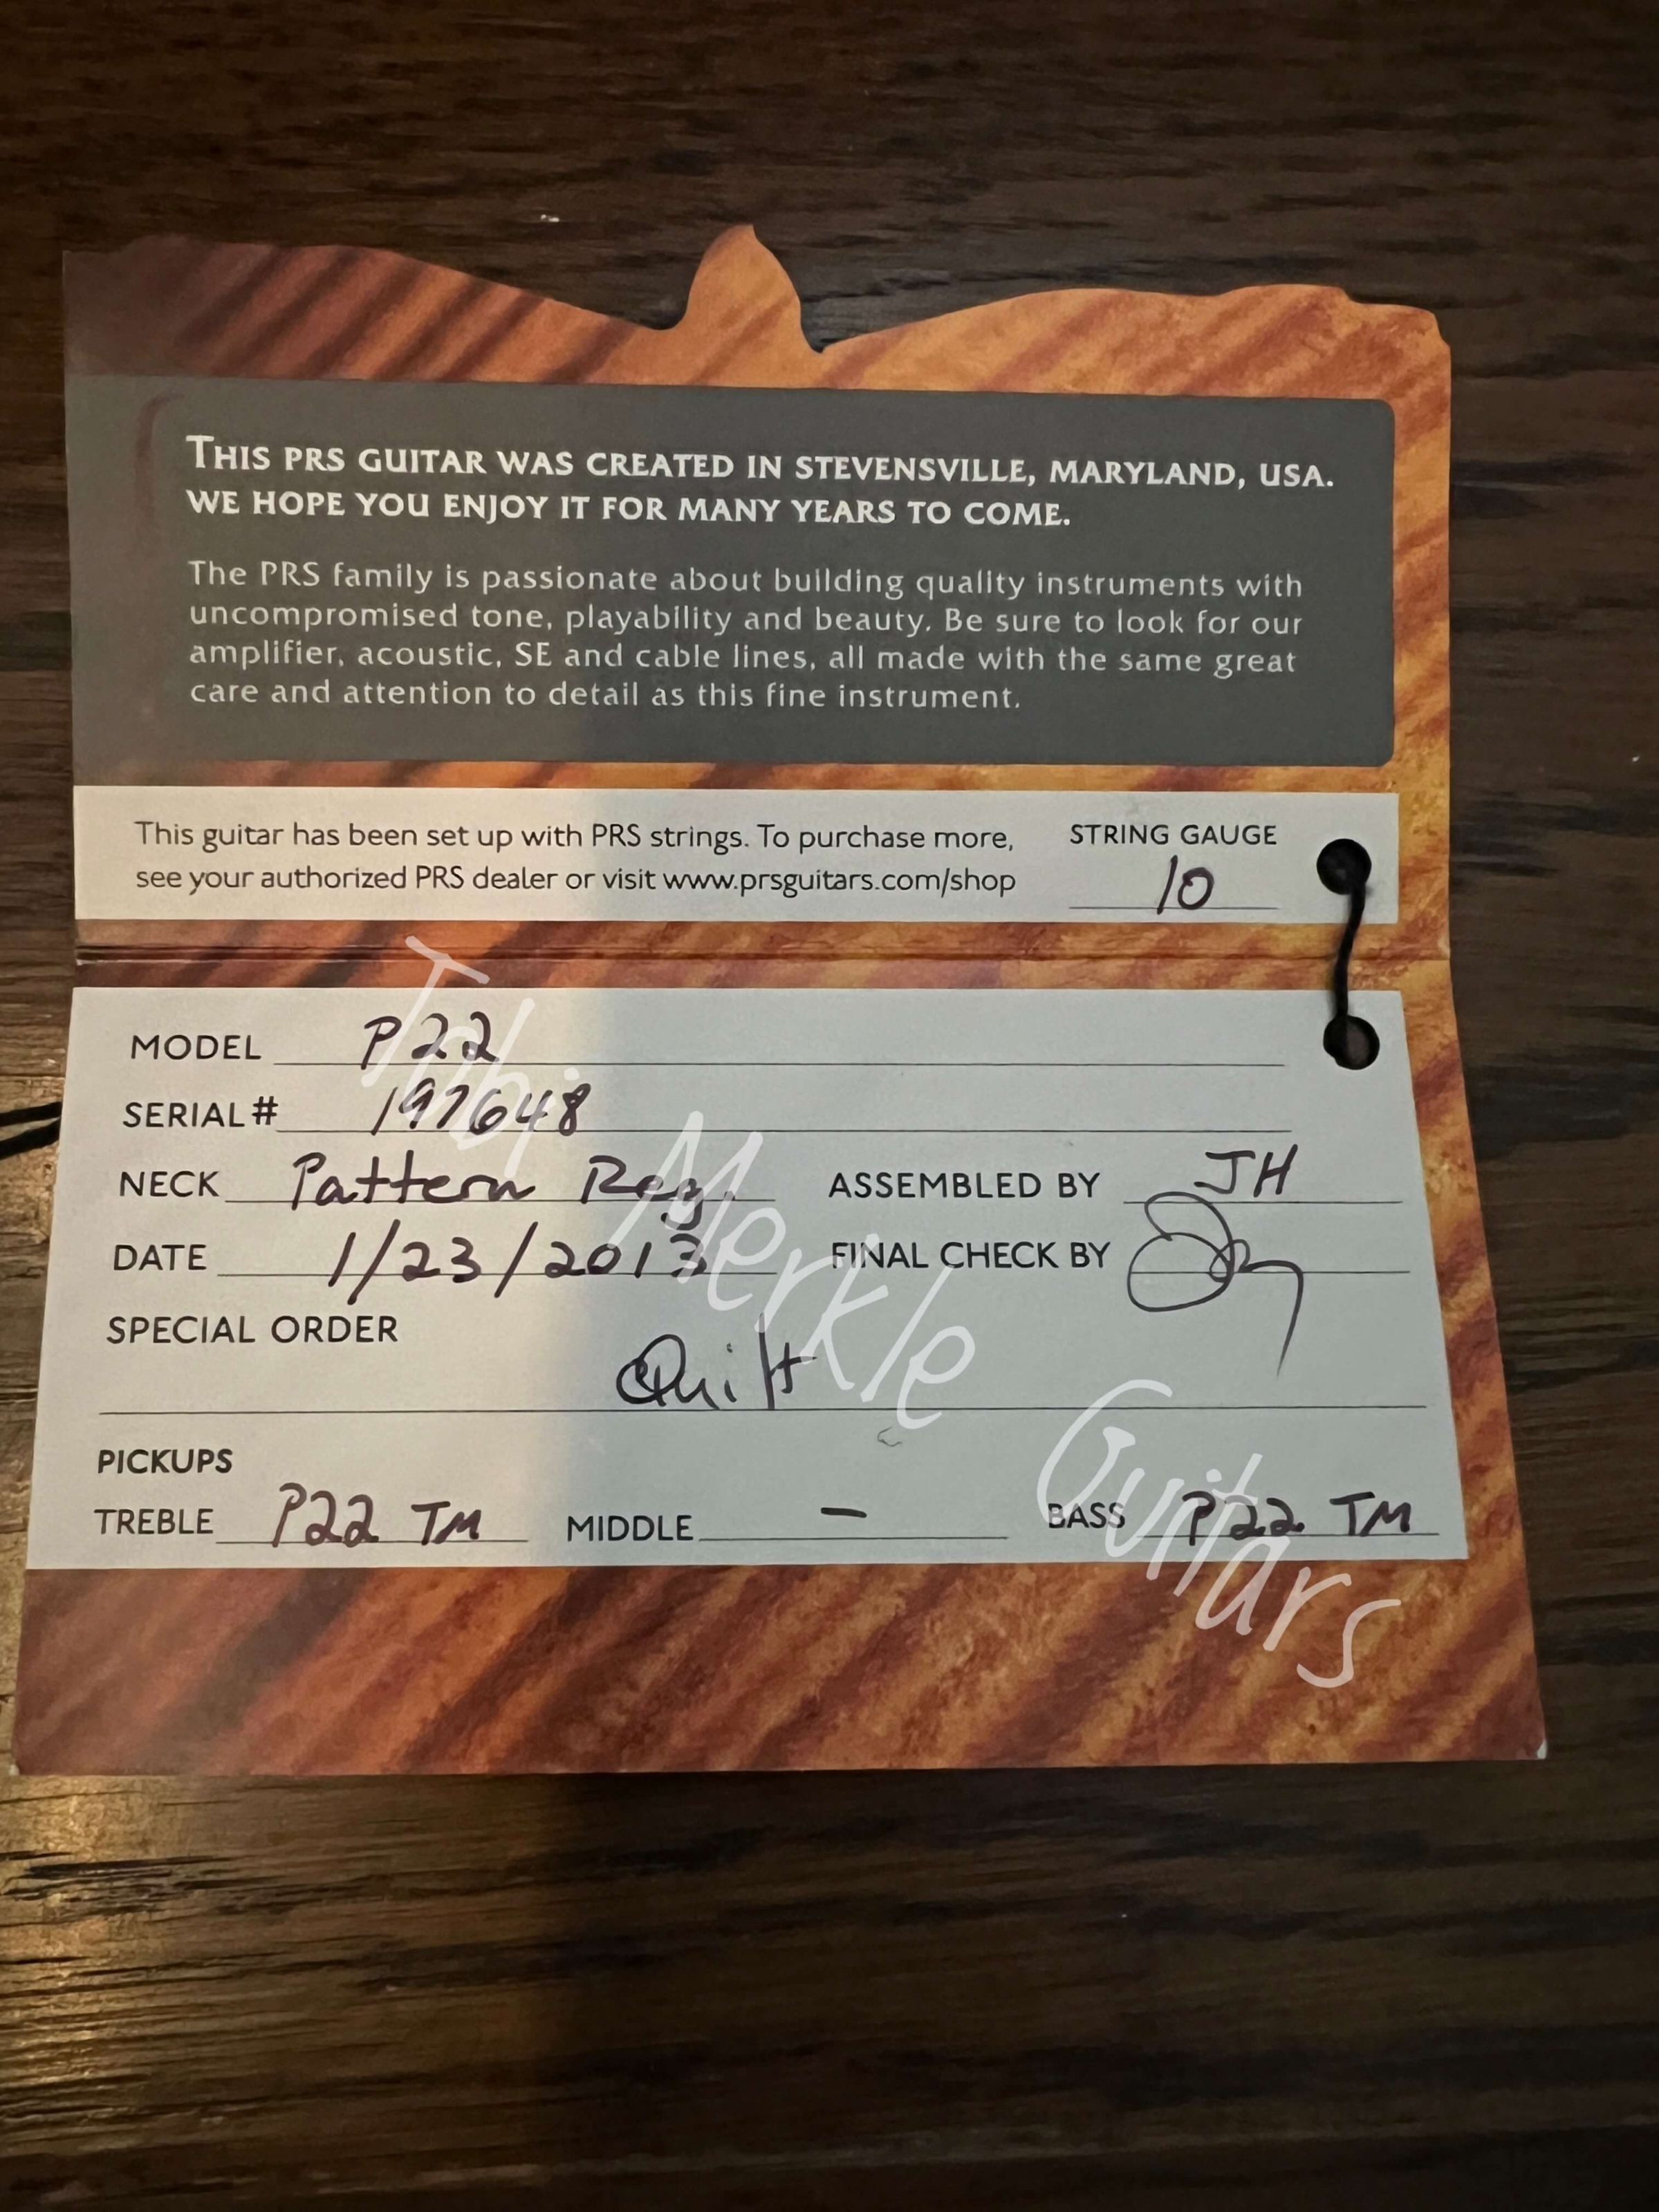 THIS PRS GUITAR WAS CREATED IN STEVENSVILLE, MARYLAND, USA.
WE HOPE YOU ENJOY IT FOR MANY YEARS TO COME.
The PRS family is passionate about building quality instruments with
uncompromised tone, playability and beauty. Be sure to look for our
amplifier, acoustic, SE and cable lines, all made with the same great
care and attention to detail as this fine instrument.
This guitar has been set up with PRS strings. To purchase more,
see your authorized PRS dealer or visit www.prsguitars.com/shop
STRING GAUGE
10
MODEL P22
SERIAL# 197648
NECK Pattern Reg. ASSEMBLED BY JH
DATE 1/23/2013 FINAL CHECK BY
SPECIAL ORDER
Quilt
PICKUPS
TREBLE P22 TM MIDDLE - BASS P22 TM
Tobi Merkle Guitars